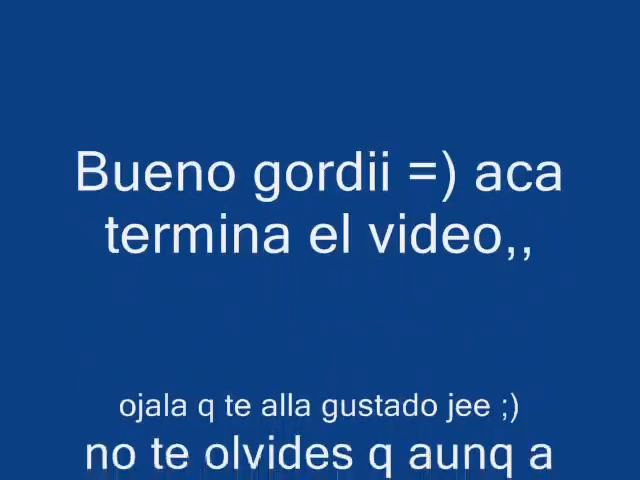 Bueno gordii =) aca
termina el video,,
ojala q te alla gustado jee ;)
no te olvides q aunq a